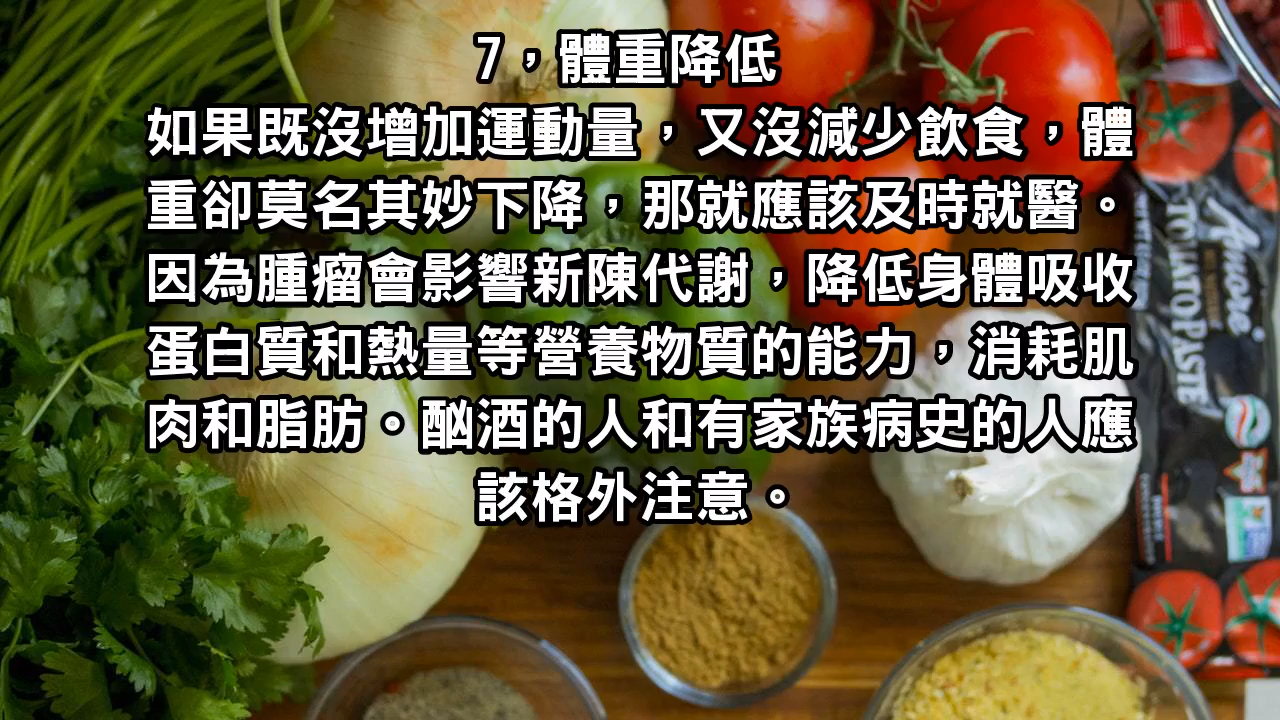 7，體重降低
如果既沒增加運動量，又沒減少飲食，體
重卻莫名其妙下降，那就應該及時就醫。
因為腫瘤會影響新陳代謝，降低身體吸收
蛋白質和熱量等營養物質的能力，消耗肌
肉和脂肪。酗酒的人和有家族病史的人應
該格外注意。
Amore
TOMATO PASTE